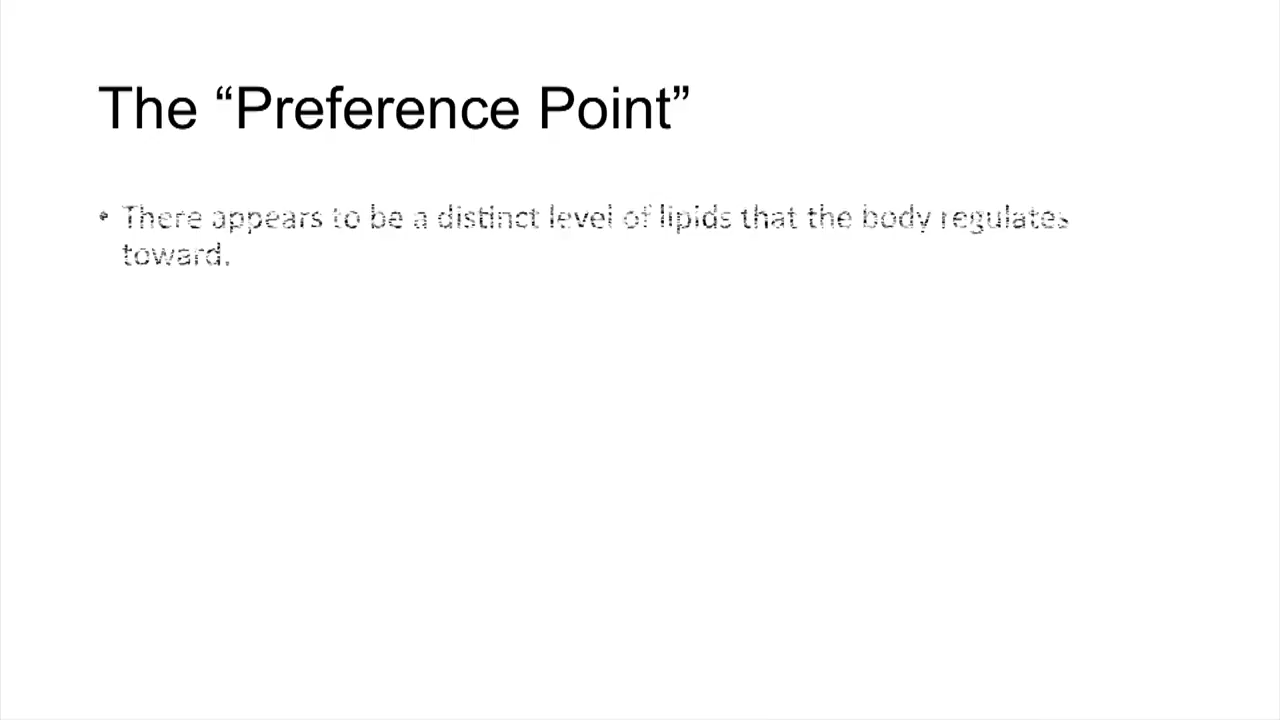 The “Preference Point”
• There appears to be a distinct level of lipids that the body regulates
toward.